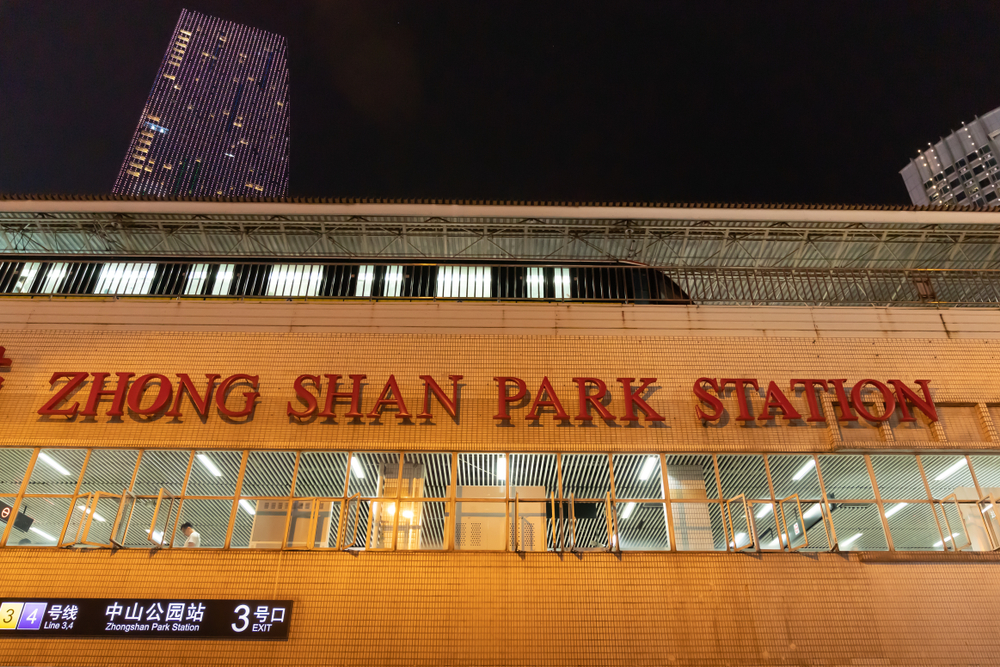 ZHONG SHAN PARK STATION
3 4 号线 中山公园站 3 号口
Line 3,4 Zhongshan Park Station EXIT